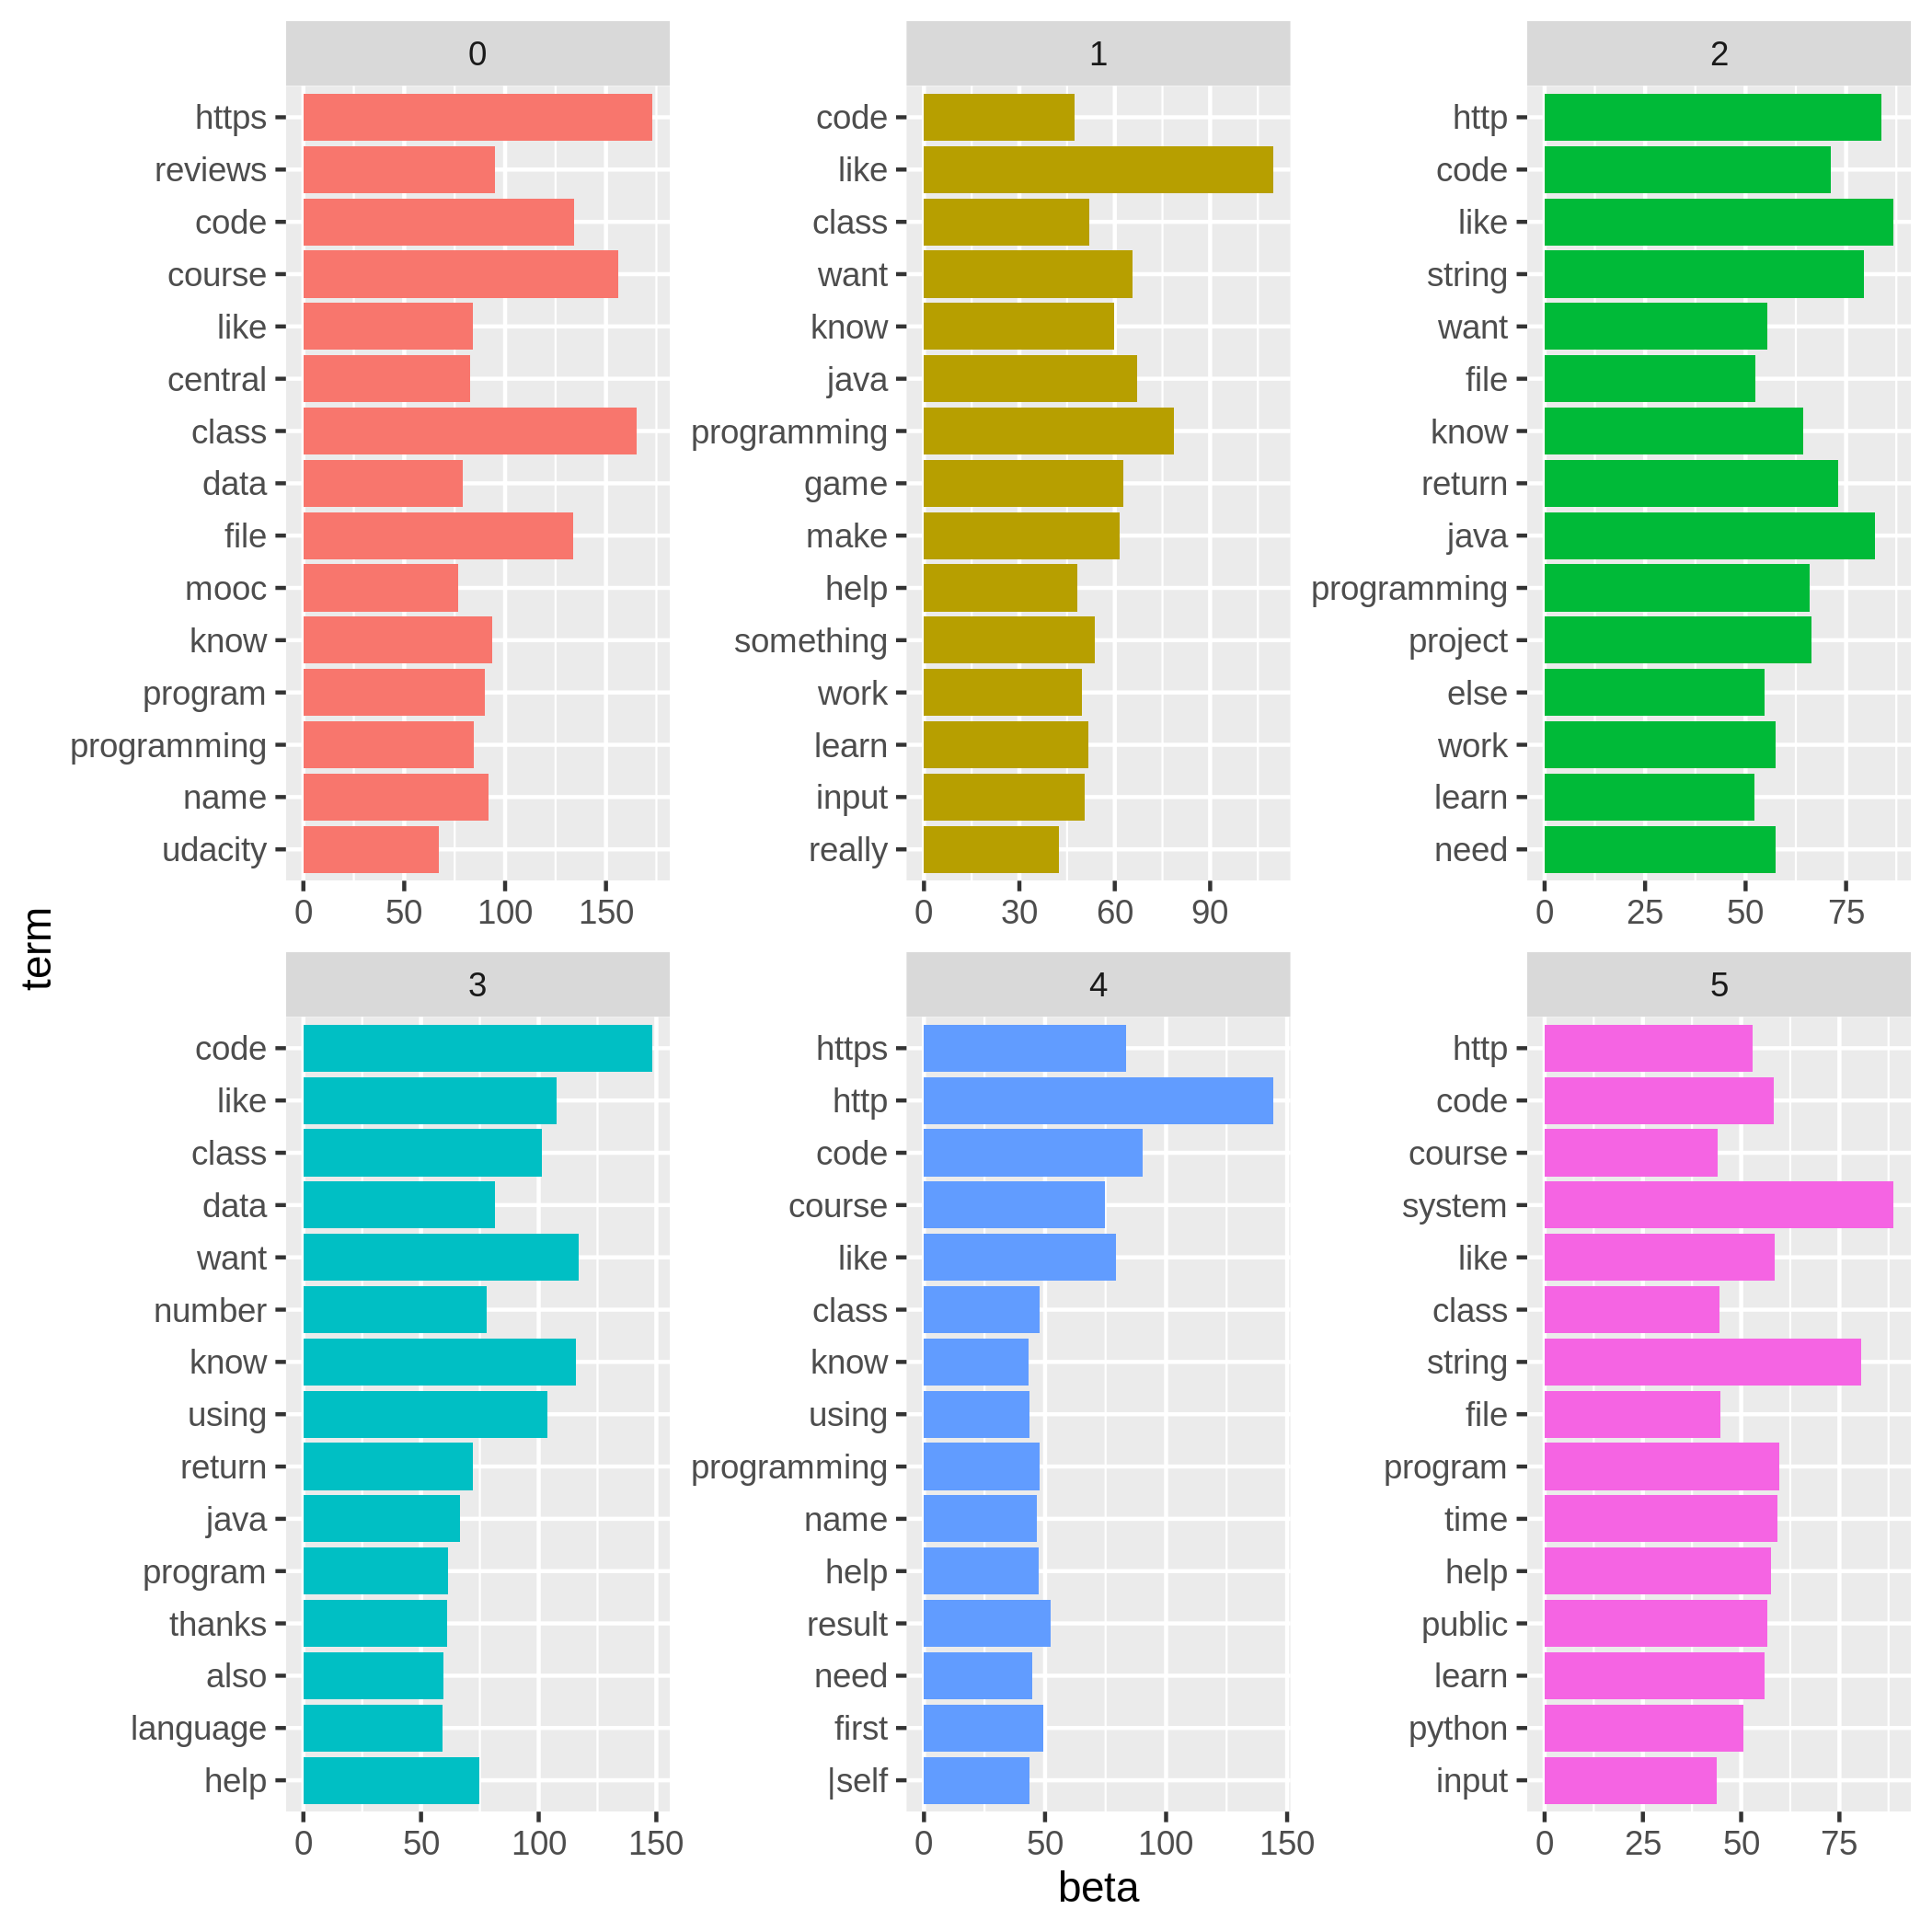 0
https
reviews
code
course
like
central
class
data
file
mooc
know
program
programming
name
udacity
0 50 100 150
1
code
like
class
want
know
java
programming
game
make
help
something
work
learn
input
really
0 30 60 90
2
http
code
like
string
want
file
know
return
java
programming
project
else
work
learn
need
0 25 50 75
term
3
code
like
class
data
want
number
know
using
return
java
program
thanks
also
language
help
0 50 100 150
4
https
http
code
course
like
class
know
using
programming
name
help
result
need
first
|self
0 50 100 150
5
http
code
course
system
like
class
string
file
program
time
help
public
learn
python
input
0 25 50 75
beta